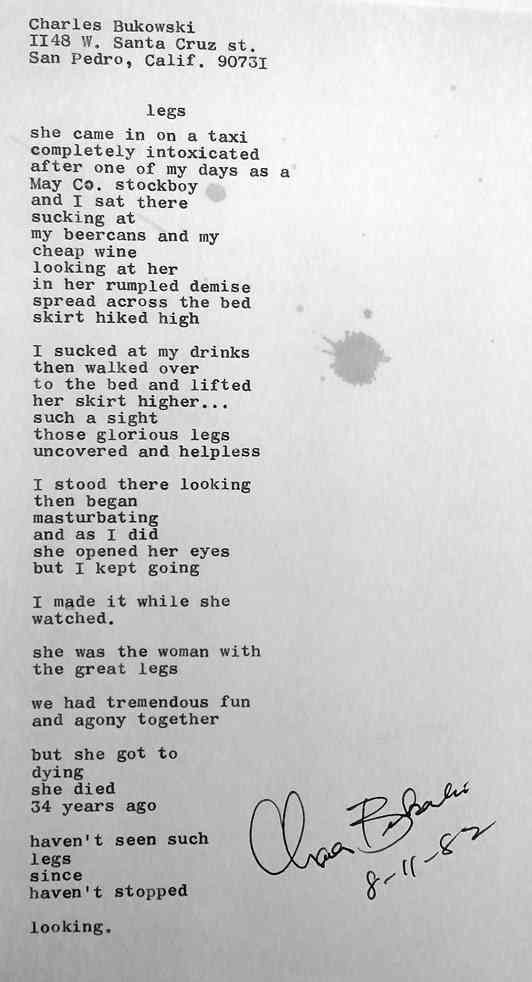 Charles Bukowski
II48 W. Santa Cruz st.
San Pedro, Calif. 9073I
legs
she came in on a taxi
completely intoxicated
after one of my days as a
May Co. stockboy
and I sat there
sucking at
my beercans and my
cheap wine
looking at her
in her rumpled demise
spread across the bed
skirt hiked high
I sucked at my drinks
then walked over
to the bed and lifted
her skirt higher...
such a sight
those glorious legs
uncovered and helpless
I stood there looking
then began
masturbating
and as I did
she opened her eyes
but I kept going
I made it while she
watched.
she was the woman with
the great legs
we had tremendous fun
and agony together
but she got to
dying
she died
34 years ago
haven't seen such
legs
since
haven't stopped
looking.
Charles Bukowski
8-11-82